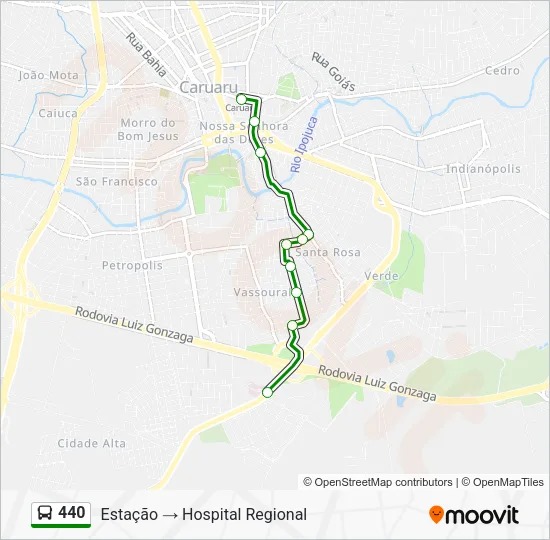 Rua Bahia
Rua Goiás
João Mota
Cedro
Caruaru
Caiuca
Caruar
Morro do
Bom Jesus
Nossa Senhora
das Dores
Rio Ipojuca
Indianópolis
São Francisco
Santa Rosa
Petropolis
Verde
Vassoural
Rodovia Luiz Gonzaga
Rodovia Luiz Gonzaga
Cidade Alta
© OpenStreetMap contributors | © OpenMapTiles
440
Estação → Hospital Regional
moovit